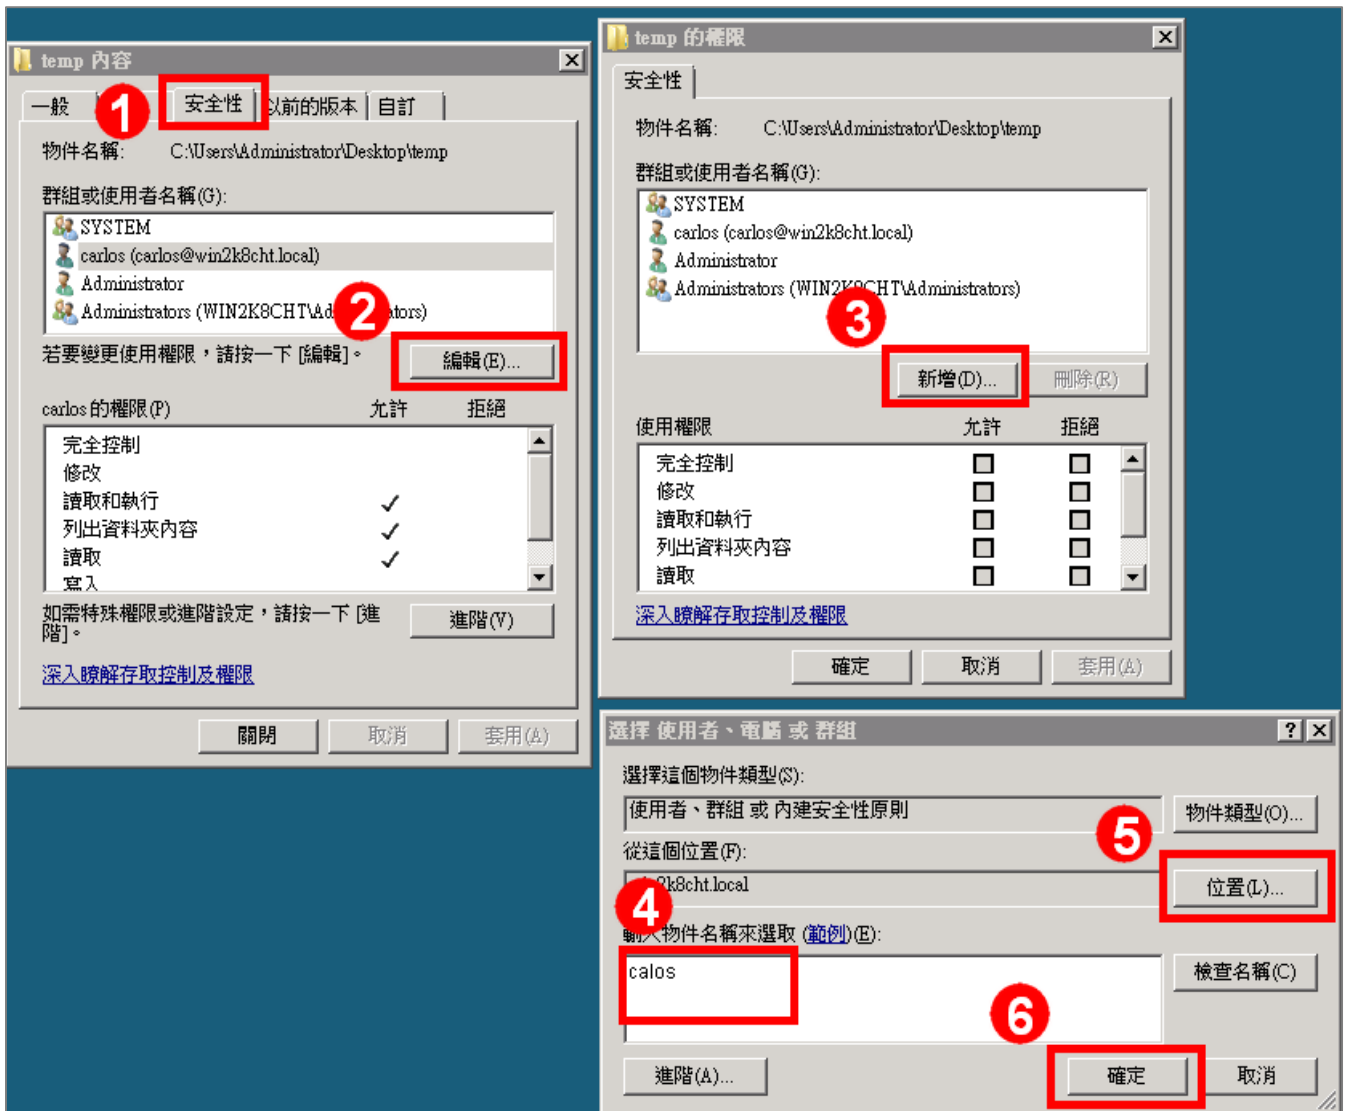 temp 內容
一般
1
安全性
以前的版本
自訂
物件名稱: C:\Users\Administrator\Desktop\temp
群組或使用者名稱(G):
SYSTEM
carlos (carlos@win2k8cht.local)
Administrator
Administrators (WIN2K8CHT\Ad ators)
2
若要變更使用權限，請按一下 [編輯]。
編輯(E)...
carlos 的權限(P) 允許 拒絕
完全控制
修改
讀取和執行
列出資料夾內容
讀取
寫入
如需特殊權限或進階設定，請按一下 [進
階]。
進階(V)
深入瞭解存取控制及權限
關閉
取消
套用(A)
temp 的權限
安全性
物件名稱: C:\Users\Administrator\Desktop\temp
群組或使用者名稱(G):
SYSTEM
carlos (carlos@win2k8cht.local)
Administrator
Administrators (WIN2K8CHT\Administrators)
3
新增(D)...
刪除(R)
使用權限 允許 拒絕
完全控制
修改
讀取和執行
列出資料夾內容
讀取
深入瞭解存取控制及權限
確定
取消
套用(A)
選擇 使用者、電腦 或 群組
選擇這個物件類型(S):
使用者、群組 或 內建安全性原則
物件類型(O)...
5
從這個位置(F):
2k8cht.local
位置(L)...
4
輸入物件名稱來選取 (範例)(E):
calos
檢查名稱(C)
6
進階(A)...
確定
取消